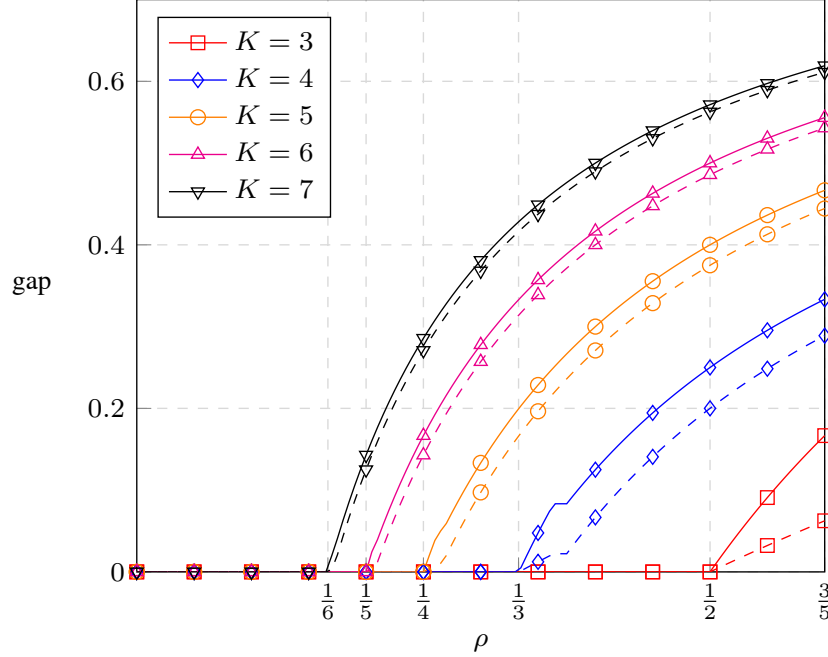 K = 3
K = 4
K = 5
K = 6
K = 7
0.6
0.4
gap
0.2
0
1/6 1/5 1/4 1/3 1/2 3/5
ρ